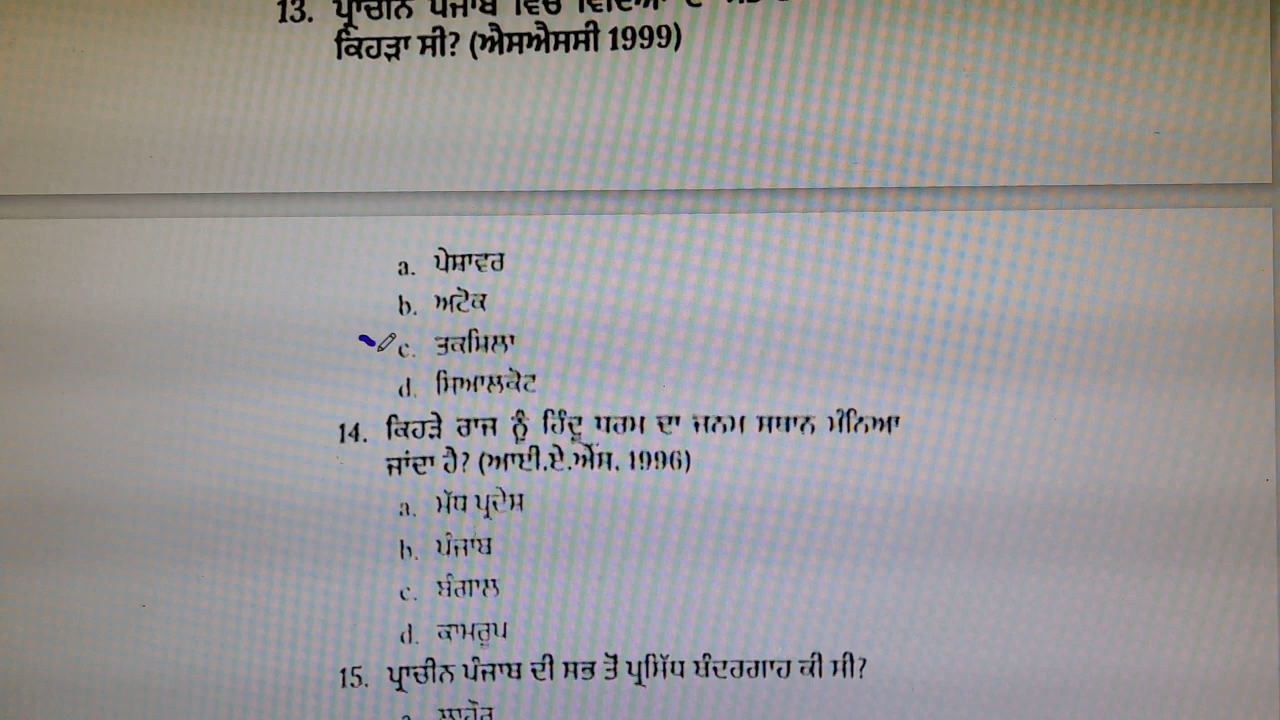 13. ਪ੍ਰਾਚੀਨ ਪੰਜਾਬ ਵਿਚ ਵਿਦਿਆ ਦਾ
ਕਿਹੜਾ ਸੀ? (ਐਸਐਸਸੀ 1999)
a. ਪੇਸ਼ਾਵਰ
b. ਅਟੋਕ
c. ਤਕਸ਼ਿਲਾ
d. ਸਿਆਲਕੋਟ
14. ਕਿਹੜੇ ਰਾਜ ਨੂੰ ਹਿੰਦੂ ਧਰਮ ਦਾ ਜਨਮ ਸਥਾਨ ਮੰਨਿਆ
ਜਾਂਦਾ ਹੈ? (ਆਈ.ਏ.ਐੱਸ. 1996)
a. ਮੱਧ ਪ੍ਰਦੇਸ਼
b. ਪੰਜਾਬ
c. ਬੰਗਾਲ
d. ਕਾਮਰੂਪ
15. ਪ੍ਰਾਚੀਨ ਪੰਜਾਬ ਦੀ ਸਭ ਤੋਂ ਪ੍ਰਸਿੱਧ ਬੰਦਰਗਾਹ ਕੀ ਸੀ?
a. ਲਾਹੌਰ